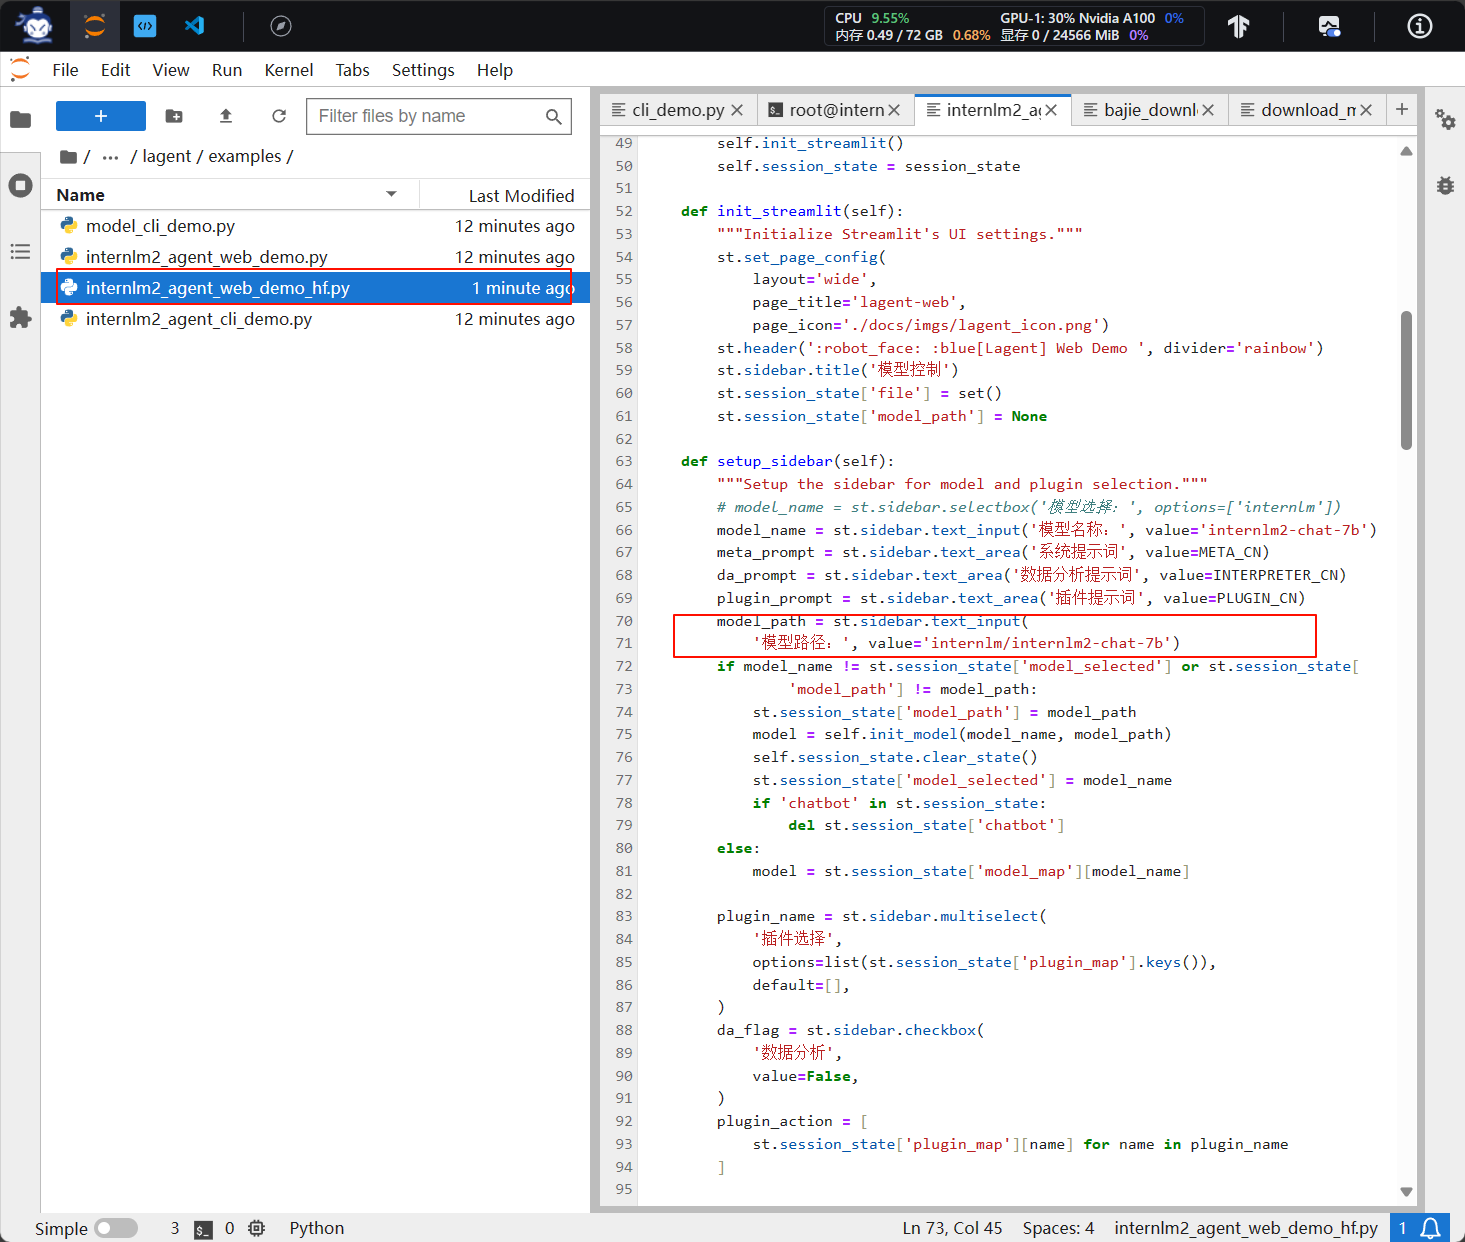 CPU 9.55% GPU-1: 30% Nvidia A100 0%
内存 0.49 / 72 GB 0.68% 显存 0 / 24566 MiB 0%
File Edit View Run Kernel Tabs Settings Help
+ Filter files by name
/ ... / lagent / examples /
Name Last Modified
model_cli_demo.py 12 minutes ago
internlm2_agent_web_demo.py 12 minutes ago
internlm2_agent_web_demo_hf.py 1 minute ago
internlm2_agent_cli_demo.py 12 minutes ago
cli_demo.py root@intern internlm2_a bajie_downl download_m
49 self.init_streamlit()
50 self.session_state = session_state
51
52 def init_streamlit(self):
53 """Initialize Streamlit's UI settings."""
54 st.set_page_config(
55 layout='wide',
56 page_title='lagent-web',
57 page_icon='./docs/imgs/lagent_icon.png')
58 st.header(':robot_face: :blue[Lagent] Web Demo ', divider='rainbow')
59 st.sidebar.title('模型控制')
60 st.session_state['file'] = set()
61 st.session_state['model_path'] = None
62
63 def setup_sidebar(self):
64 """Setup the sidebar for model and plugin selection."""
65 # model_name = st.sidebar.selectbox('模型选择：', options=['internlm'])
66 model_name = st.sidebar.text_input('模型名称：', value='internlm2-chat-7b')
67 meta_prompt = st.sidebar.text_area('系统提示词', value=META_CN)
68 da_prompt = st.sidebar.text_area('数据分析提示词', value=INTERPRETER_CN)
69 plugin_prompt = st.sidebar.text_area('插件提示词', value=PLUGIN_CN)
70 model_path = st.sidebar.text_input(
71 '模型路径：', value='internlm/internlm2-chat-7b')
72 if model_name != st.session_state['model_selected'] or st.session_state[
73 'model_path'] != model_path:
74 st.session_state['model_path'] = model_path
75 model = self.init_model(model_name, model_path)
76 self.session_state.clear_state()
77 st.session_state['model_selected'] = model_name
78 if 'chatbot' in st.session_state:
79 del st.session_state['chatbot']
80 else:
81 model = st.session_state['model_map'][model_name]
82
83 plugin_name = st.sidebar.multiselect(
84 '插件选择',
85 options=list(st.session_state['plugin_map'].keys()),
86 default=[],
87 )
88 da_flag = st.sidebar.checkbox(
89 '数据分析',
90 value=False,
91 )
92 plugin_action = [
93 st.session_state['plugin_map'][name] for name in plugin_name
94 ]
95
Simple 3 0 Python Ln 73, Col 45 Spaces: 4 internlm2_agent_web_demo_hf.py 1